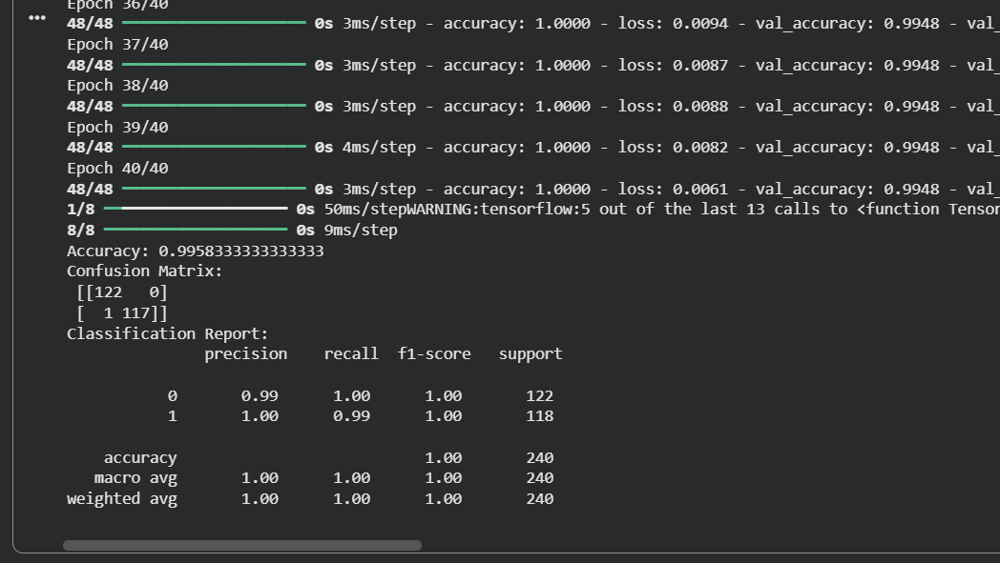 Epoch 36/40
48/48 0s 3ms/step - accuracy: 1.0000 - loss: 0.0094 - val_accuracy: 0.9948 - val_
Epoch 37/40
48/48 0s 3ms/step - accuracy: 1.0000 - loss: 0.0087 - val_accuracy: 0.9948 - val_
Epoch 38/40
48/48 0s 3ms/step - accuracy: 1.0000 - loss: 0.0088 - val_accuracy: 0.9948 - val_
Epoch 39/40
48/48 0s 4ms/step - accuracy: 1.0000 - loss: 0.0082 - val_accuracy: 0.9948 - val_
Epoch 40/40
48/48 0s 3ms/step - accuracy: 1.0000 - loss: 0.0061 - val_accuracy: 0.9948 - val_
1/8 0s 50ms/stepWARNING:tensorflow:5 out of the last 13 calls to <function Tensor
8/8 0s 9ms/step
Accuracy: 0.9958333333333333
Confusion Matrix:
[[122   0]
[  1 117]]
Classification Report:
precision    recall  f1-score   support
0       0.99      1.00      1.00       122
1       1.00      0.99      1.00       118
accuracy                           1.00       240
macro avg       1.00      1.00      1.00       240
weighted avg       1.00      1.00      1.00       240